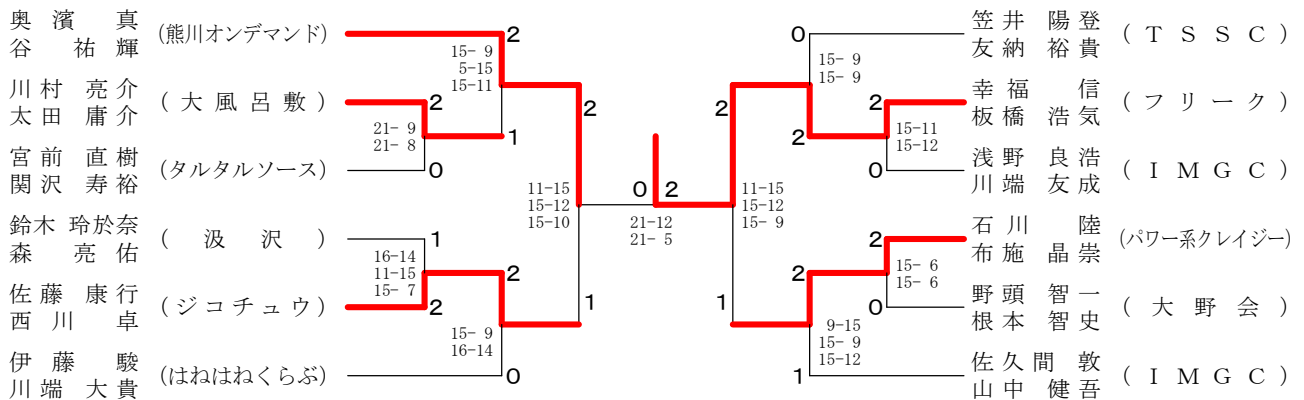 奥 濱 真
谷 祐 輝
(熊川オンデマンド)
2
15- 9
5-15
15-11
川 村 亮 介
太 田 庸 介
( 大 風 呂 敷 )
2
1
21- 9
21- 8
宮 前 直 樹
関 沢 寿 裕
(タルタルソース)
0
2
11-15
15-12
15-10
鈴木 玲於奈
森 亮 佑
( 汲 沢 )
1
16-14
11-15
15- 7
2
佐 藤 康 行
西 川 卓
(ジコチュウ)
2
1
15- 9
16-14
伊 藤 駿
川 端 大 貴
(はねはねくらぶ)
0
0 2
21-12
21- 5
笠 井 陽 登
友 納 裕 貴
( T S S C )
0
15- 9
15- 9
2
幸 福 信
板 橋 浩 気
( フ リ ー ク )
2
2
15-11
15-12
浅 野 良 浩
川 端 友 成
( I M G C )
0
11-15
15-12
15- 9
石 川 陸
布 施 晶 崇
(パワー系クレイジー)
2
15- 6
15- 6
2
野 頭 智 一
根 本 智 史
( 大 野 会 )
0
1
9-15
15- 9
15-12
佐 久 間 敦
山 中 健 吾
( I M G C )
1